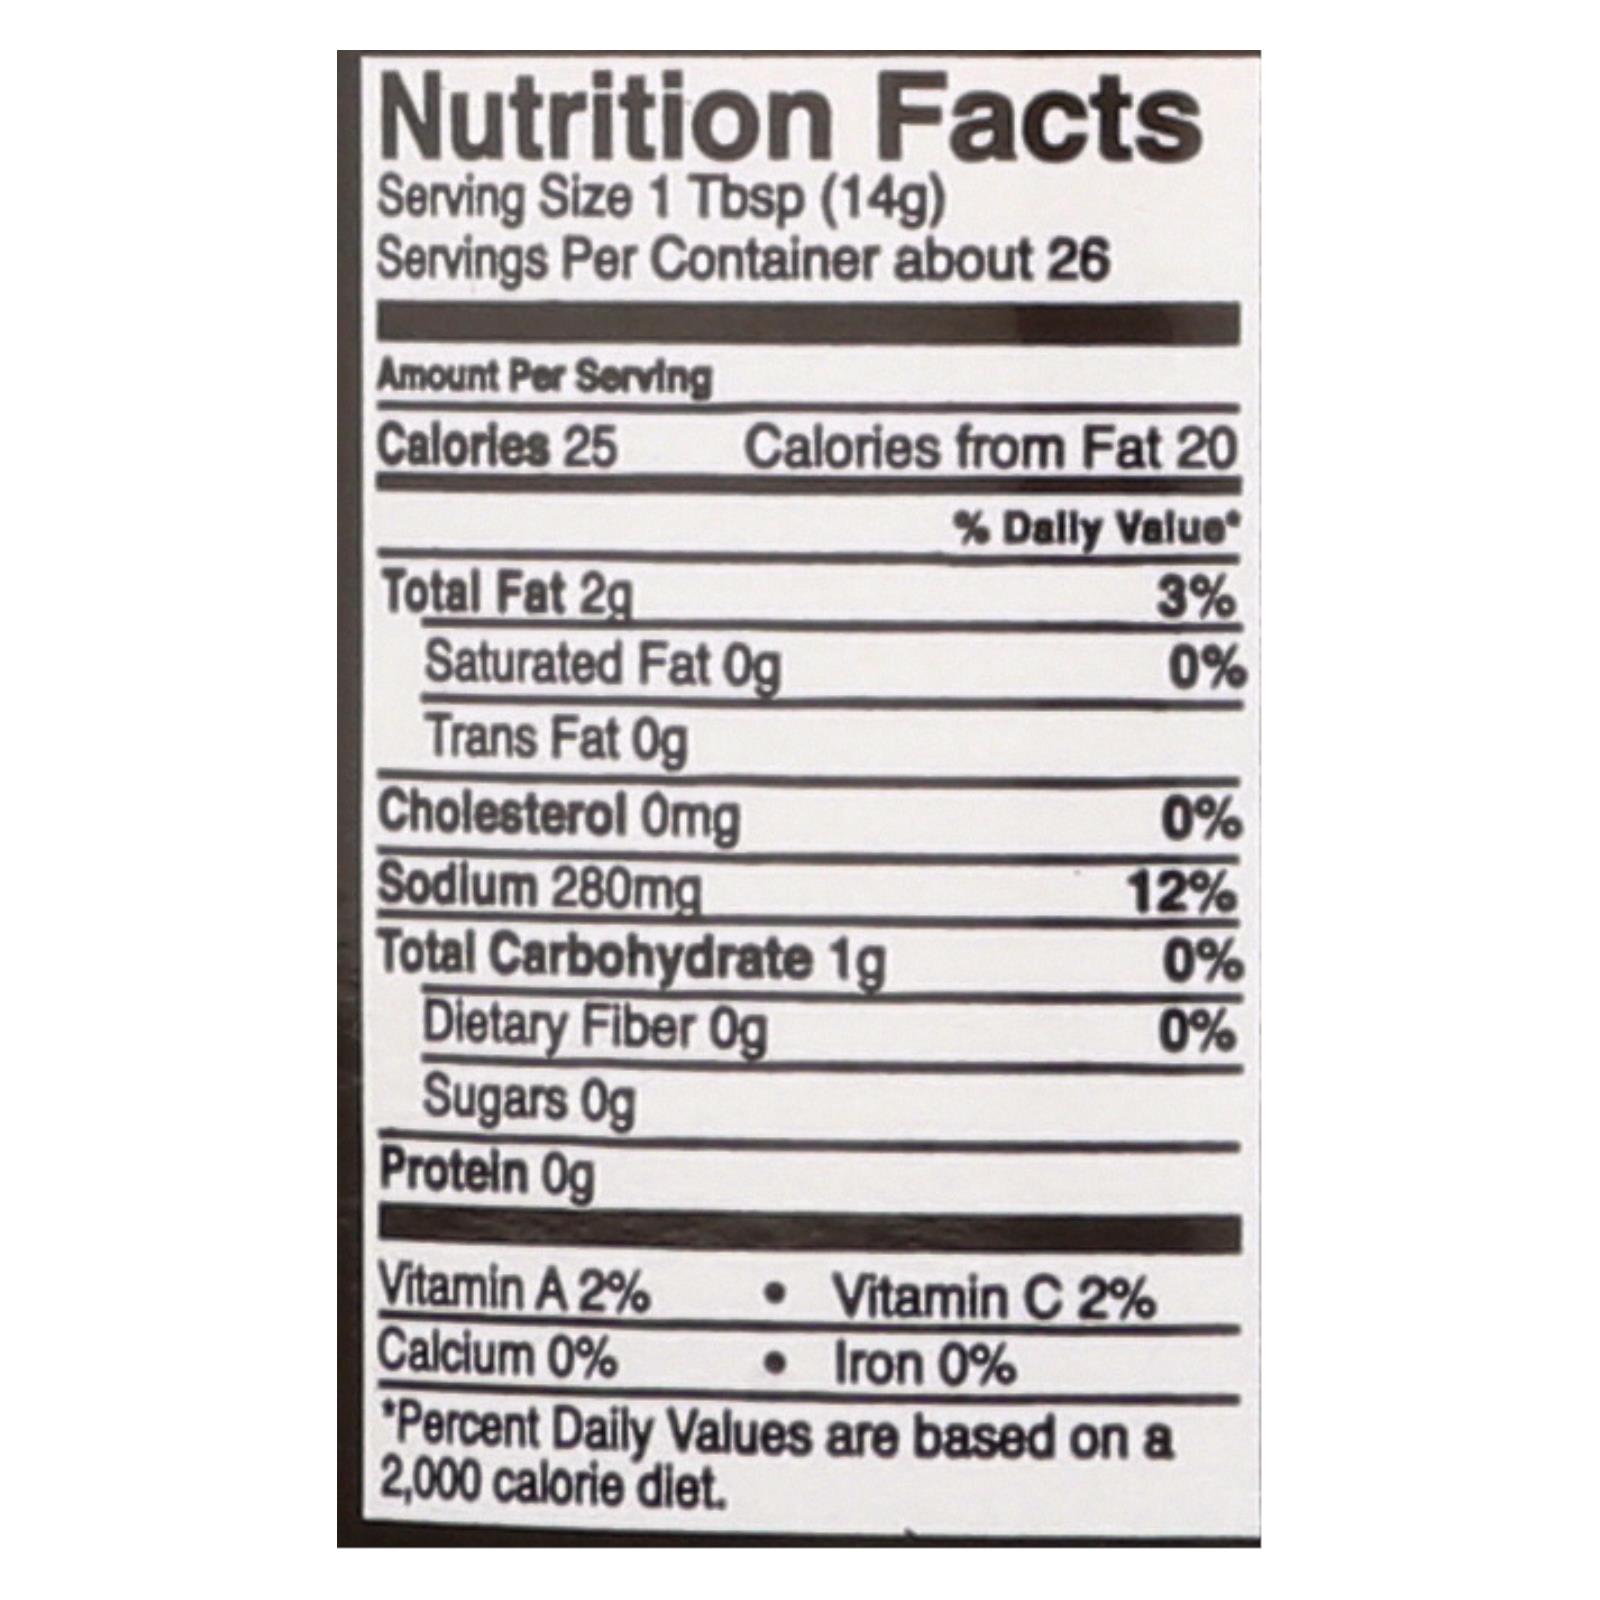 Nutrition Facts
Serving Size 1 Tbsp (14g)
Servings Per Container about 26
Amount Per Serving
Calories 25 Calories from Fat 20
% Daily Value*
Total Fat 2g 3%
Saturated Fat 0g 0%
Trans Fat 0g
Cholesterol 0mg 0%
Sodium 280mg 12%
Total Carbohydrate 1g 0%
Dietary Fiber 0g 0%
Sugars 0g
Protein 0g
Vitamin A 2% • Vitamin C 2%
Calcium 0% • Iron 0%
*Percent Daily Values are based on a
2,000 calorie diet.